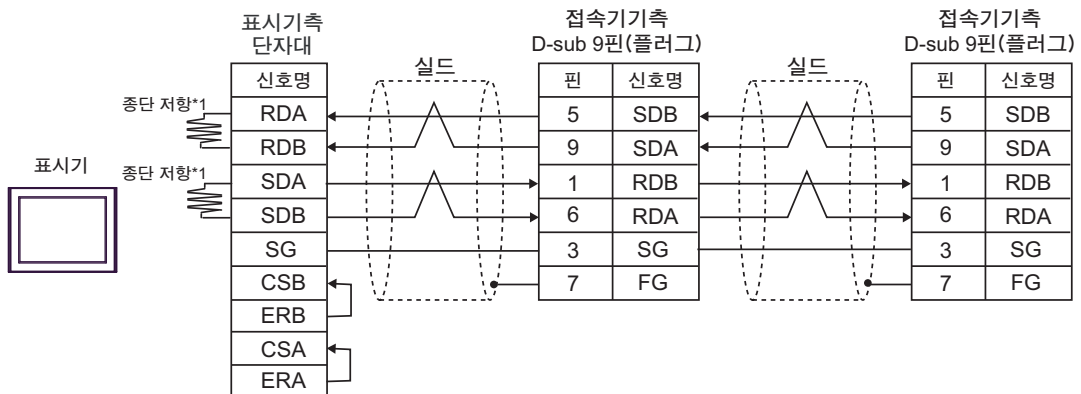 표시기측
단자대
접속기기측
D-sub 9핀(플러그)
접속기기측
D-sub 9핀(플러그)
실드
실드
신호명
핀 신호명
핀 신호명
종단 저항*1
RDA
5 SDB
5 SDB
RDB
9 SDA
9 SDA
표시기
종단 저항*1
SDA
1 RDB
1 RDB
SDB
6 RDA
6 RDA
SG
3 SG
3 SG
CSB
7 FG
7 FG
ERB
CSA
ERA